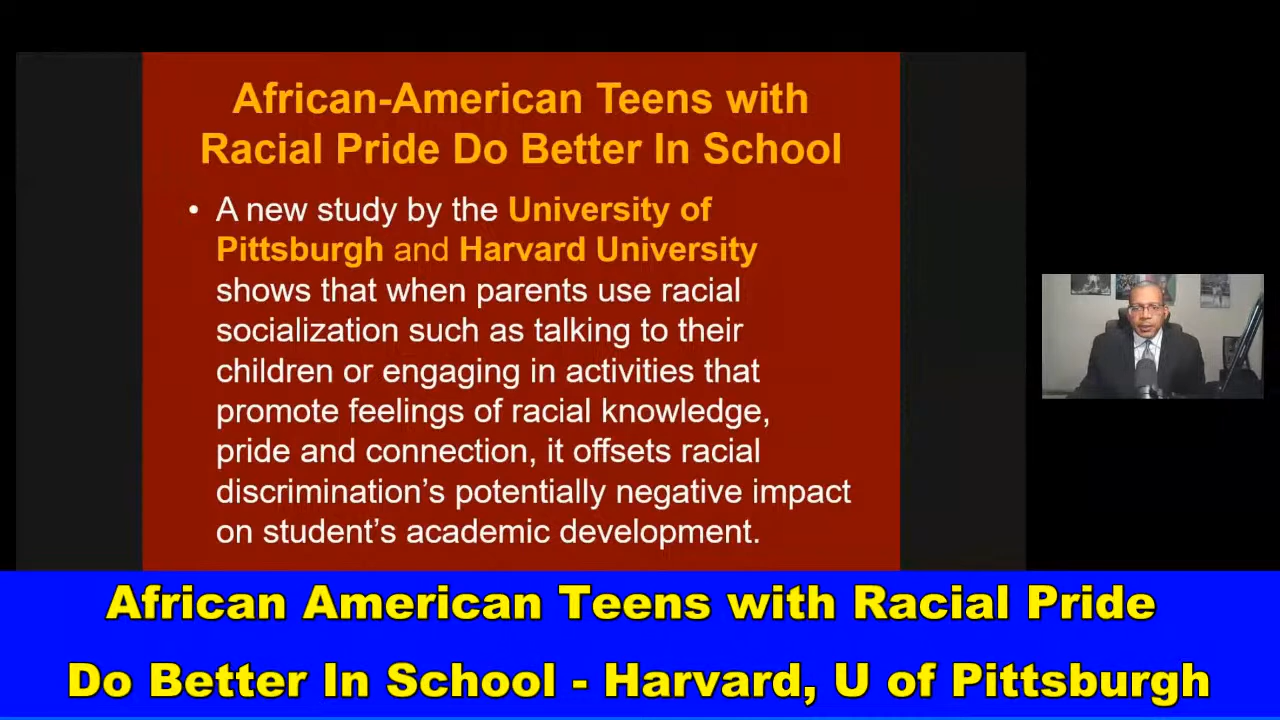 African-American Teens with
Racial Pride Do Better In School
• A new study by the University of
Pittsburgh and Harvard University
shows that when parents use racial
socialization such as talking to their
children or engaging in activities that
promote feelings of racial knowledge,
pride and connection, it offsets racial
discrimination’s potentially negative impact
on student’s academic development.
African American Teens with Racial Pride
Do Better In School - Harvard, U of Pittsburgh